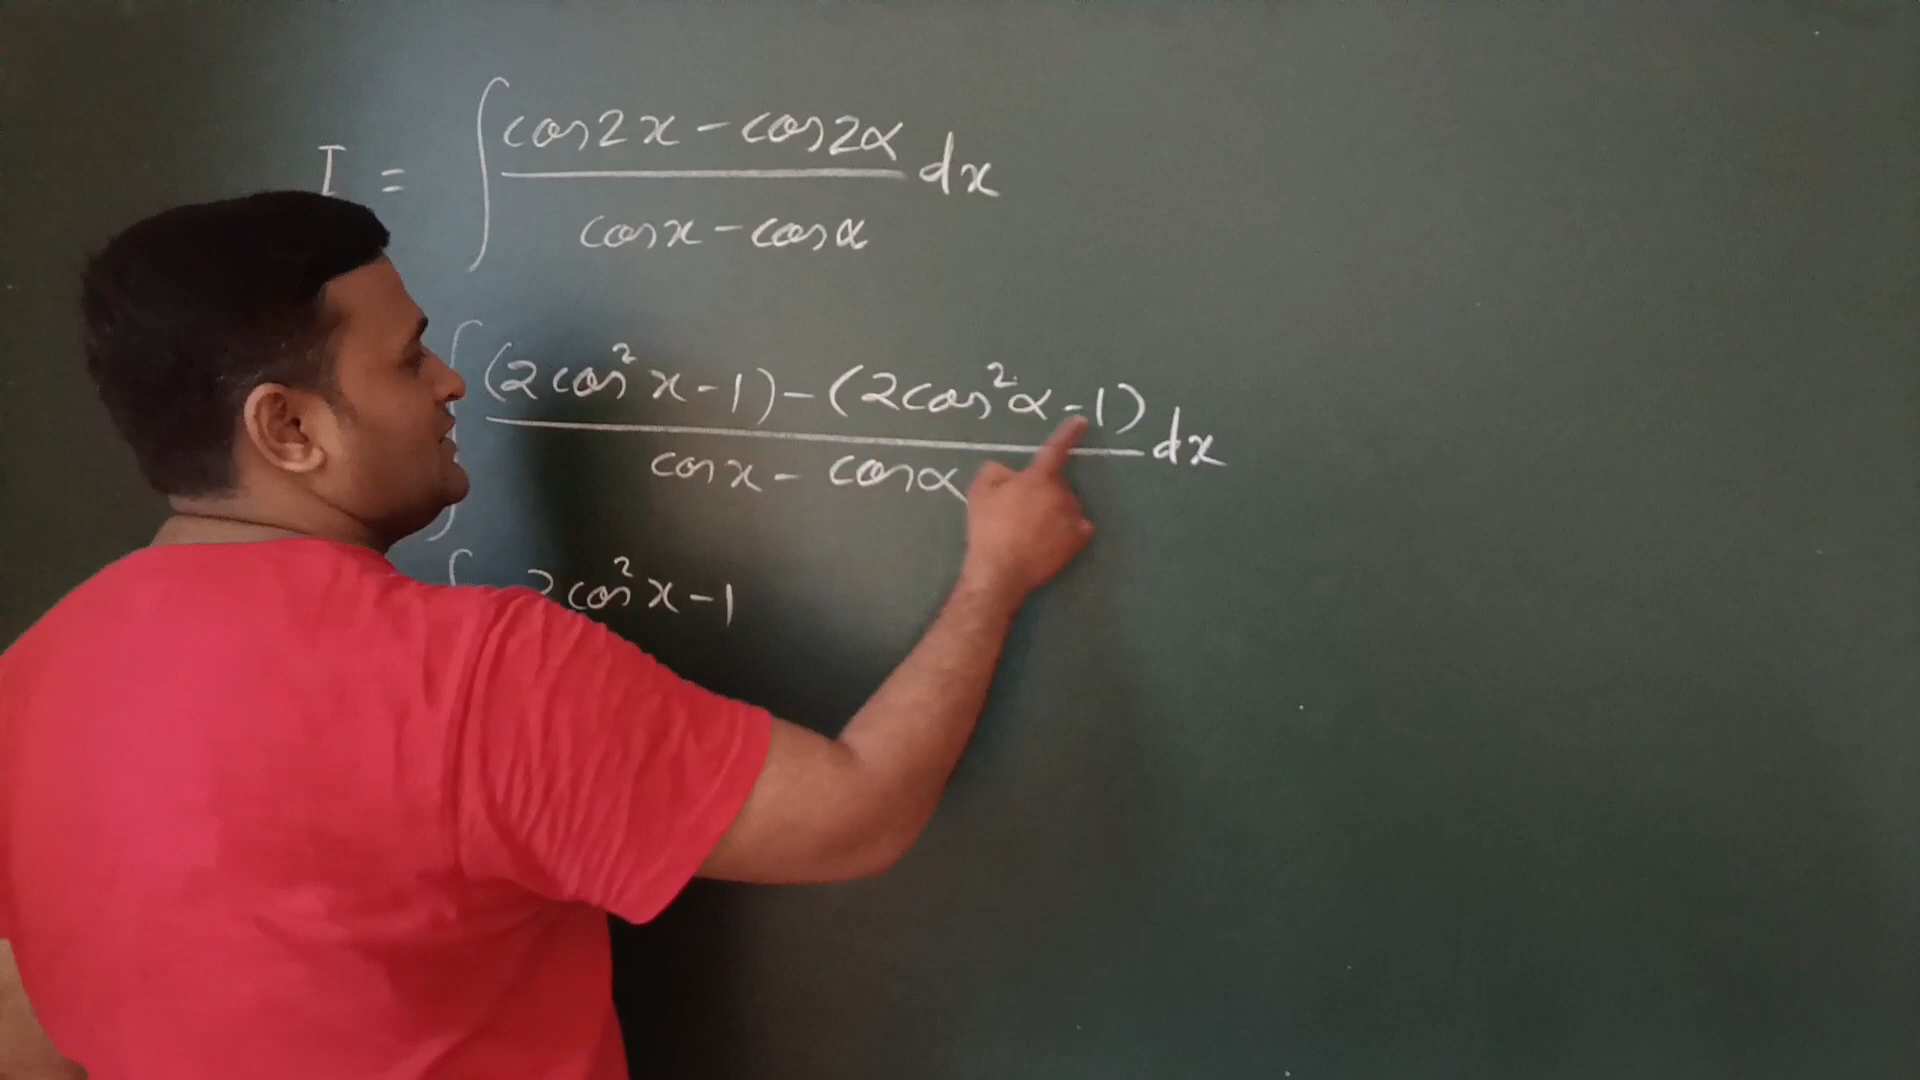 I = ∫ cos2x - cos2α dx
cosx - cosα
∫ (2cos²x - 1) - (2cos²α - 1) dx
cosx - cosα
∫ 2cos²x - 1